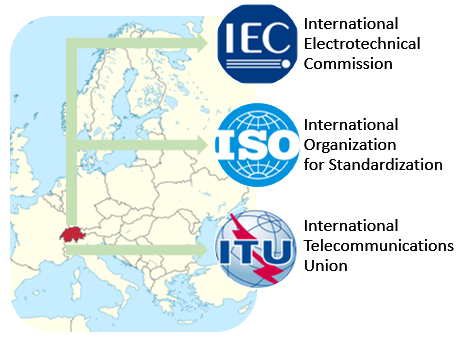 IEC
International
Electrotechnical
Commission
ISO
International
Organization
for Standardization
ITU
International
Telecommunications
Union